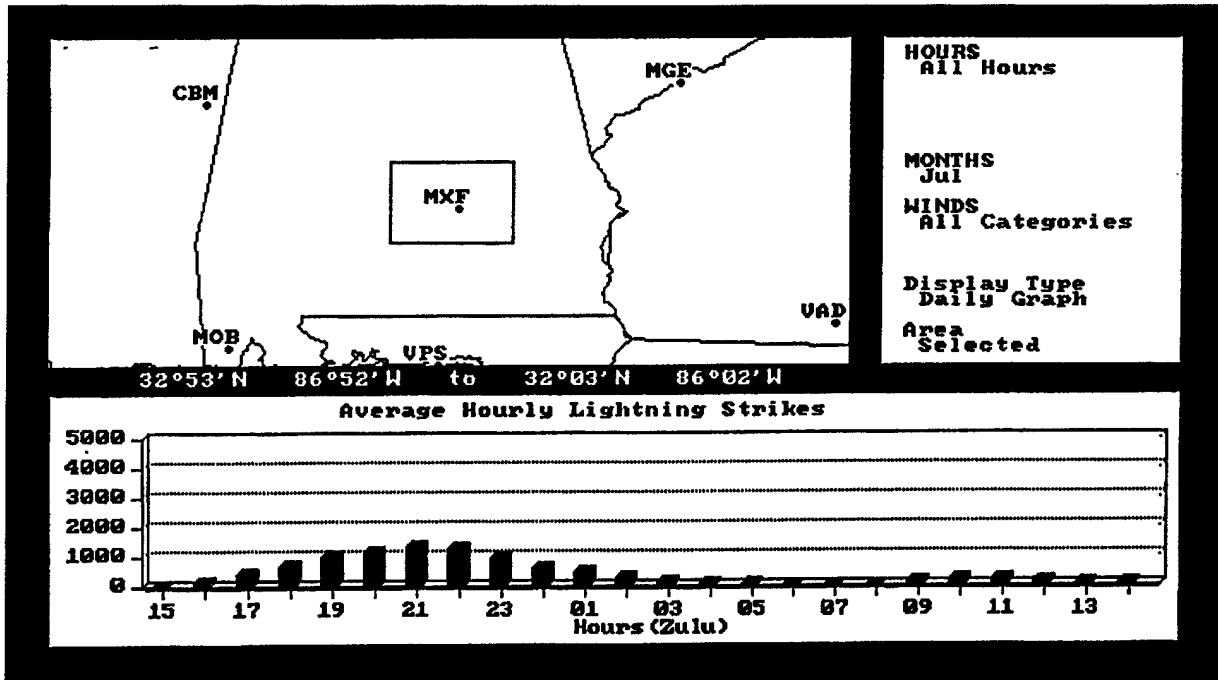 CBM
MGE
MXF
VAD
MOB
VPS
HOURS
All Hours
MONTHS
Jul
WINDS
All Categories
Display Type
Daily Graph
Area
Selected
32°53'N 86°52'W to 32°03'N 86°02'W
Average Hourly Lightning Strikes
5000
4000
3000
2000
1000
0
15 17 19 21 23 01 03 05 07 09 11 13
Hours(Zulu)